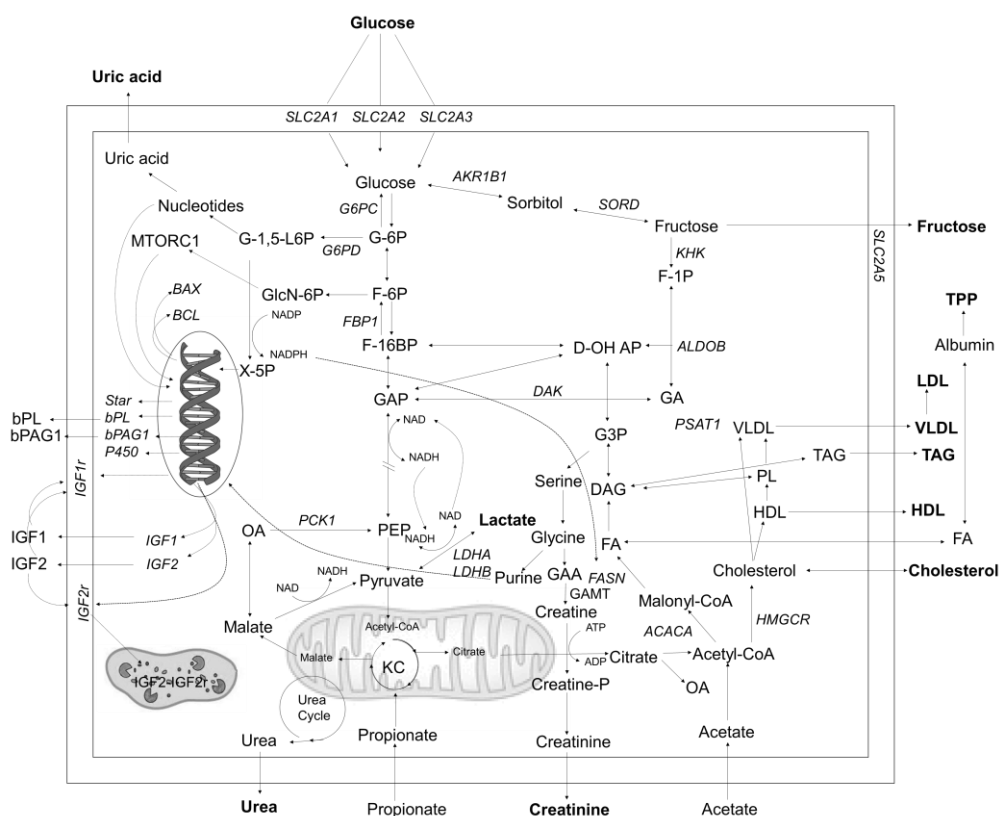 Glucose
Uric acid
SLC2A1 SLC2A2 SLC2A3
Uric acid
Glucose
AKR1B1
Sorbitol
SORD
Nucleotides
G6PC
Fructose
Fructose
SLC2A5
MTORC1
G-1,5-L6P
G6PD
G-6P
KHK
F-1P
BAX
GlcN-6P
F-6P
TPP
BCL
NADP
FBP1
NADPH
F-16BP
D-OH AP
ALDOB
Albumin
X-5P
DAK
GA
LDL
Star
GAP
bPL
bPL
NAD
G3P
PSAT1
VLDL
VLDL
bPAG1
bPAG1
P450
NADH
TAG
TAG
IGF1r
Serine
DAG
PL
NAD
HDL
HDL
IGF1
IGF1
OA
PCK1
PEP
NADH
Lactate
Glycine
FA
FA
IGF2
IGF2
LDHA
LDHB
NADH
NAD
Pyruvate
Purine
GAA
FASN
GAMT
Cholesterol
Cholesterol
IGF2r
Creatine
Malonyl-CoA
Malate
Acetyl-CoA
ATP
ACACA
HMGCR
Malate
KC
Citrate
ADP
Citrate
Acetyl-CoA
IGF2-IGF2r
Creatine-P
OA
Urea
Cycle
Urea
Propionate
Creatinine
Acetate
Urea
Propionate
Creatinine
Acetate